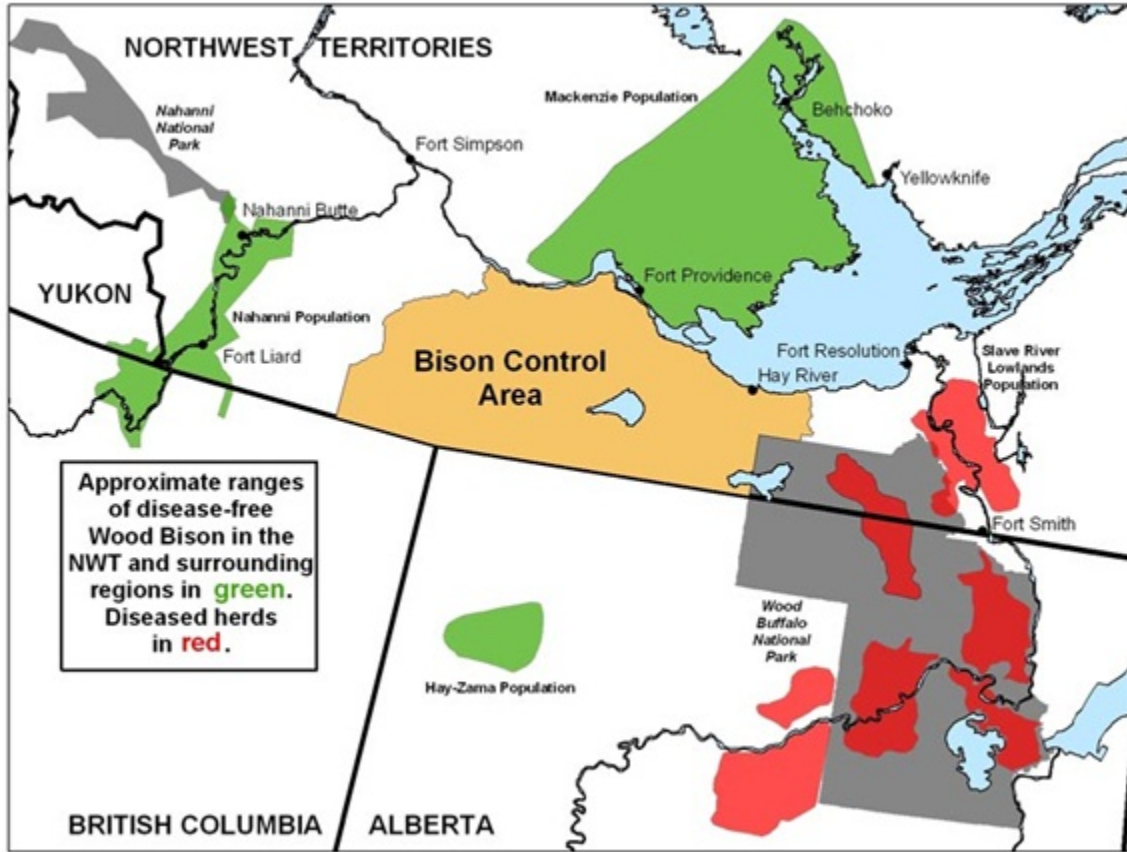 NORTHWEST TERRITORIES
Nahanni
National
Park
Mackenzie Population
Behchoko
Fort Simpson
Yellowknife
Nahanni Butte
Fort Providence
YUKON
Nahanni Population
Fort Liard
Bison Control
Area
Fort Resolution
Hay River
Slave River
Lowlands
Population
Approximate ranges
of disease-free
Wood Bison in the
NWT and surrounding
regions in green.
Diseased herds
in red.
Fort Smith
Wood
Buffalo
National
Park
Hay-Zama Population
BRITISH COLUMBIA
ALBERTA